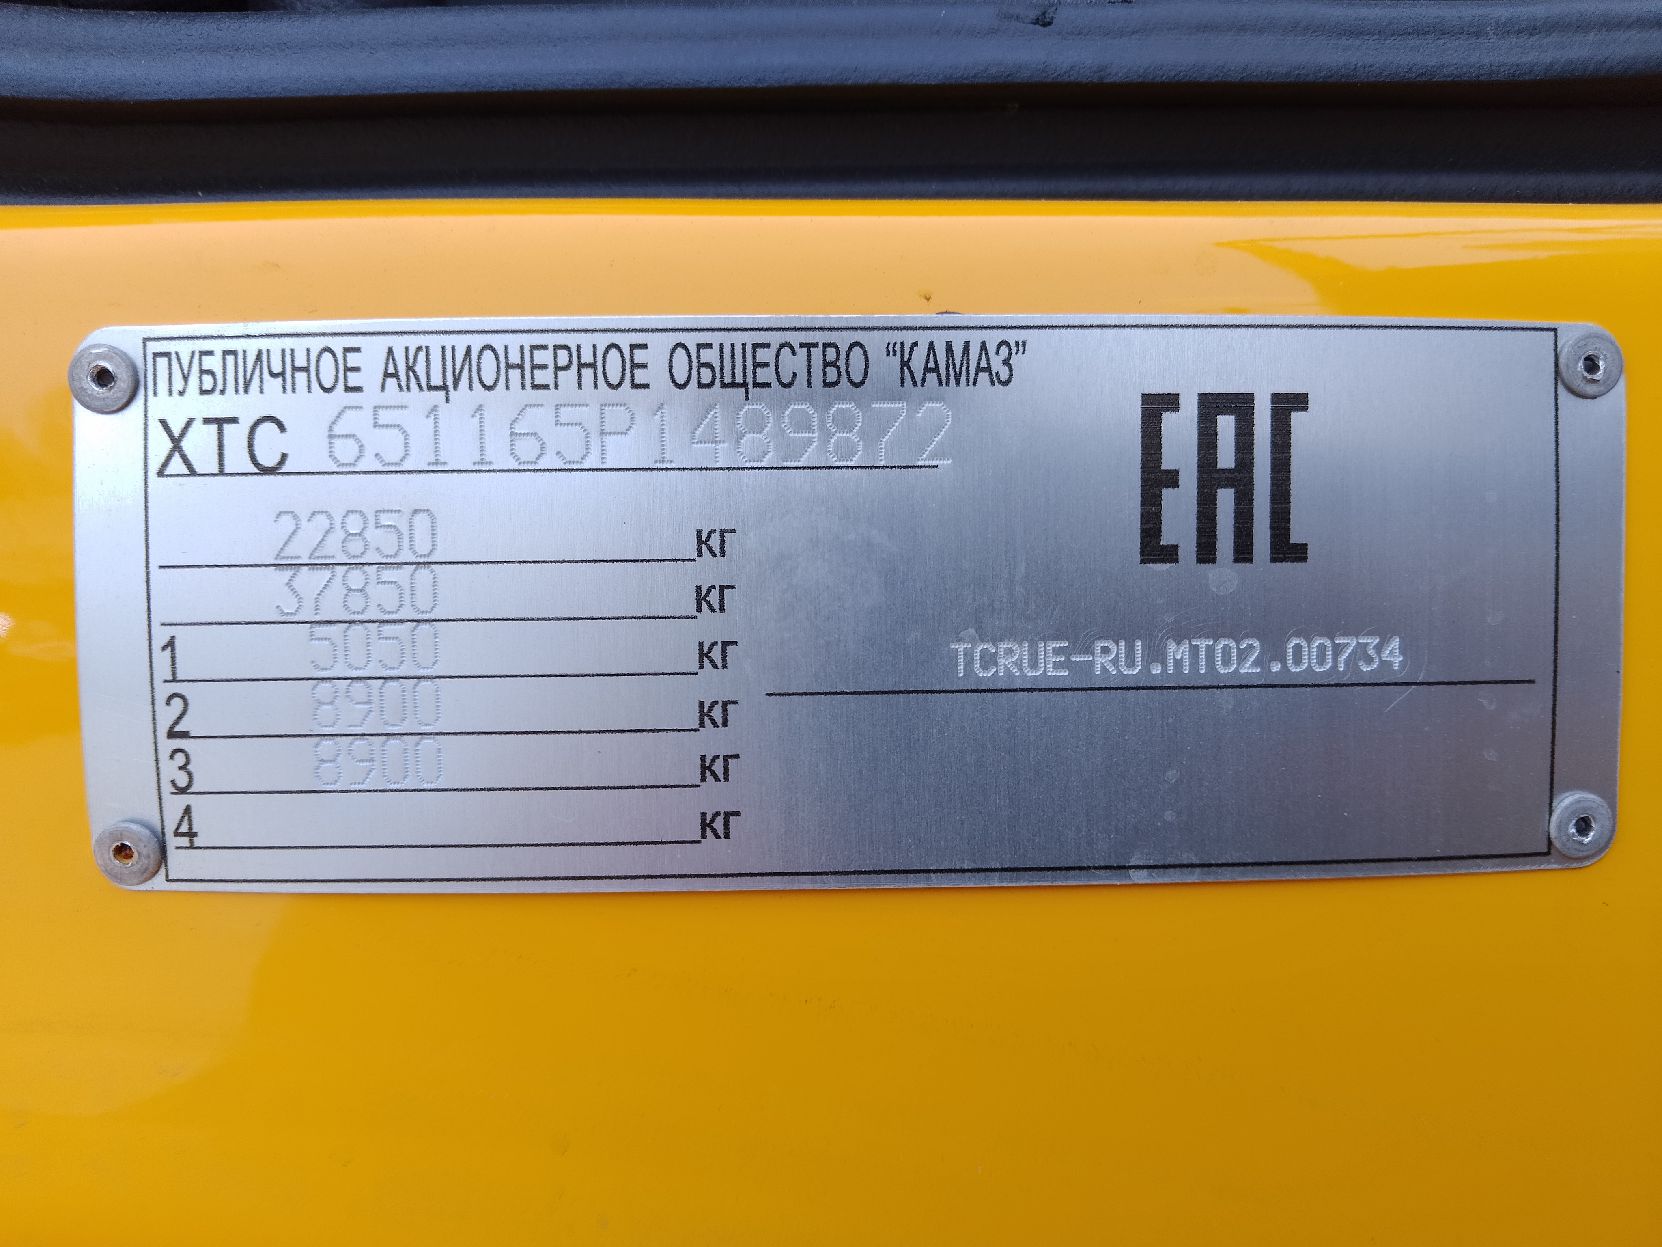 ПУБЛИЧНОЕ АКЦИОНЕРНОЕ ОБЩЕСТВО “КАМАЗ”
XTC 651165P1489872
EAC
22850 КГ
37850 КГ
1 5050 КГ
2 8900 КГ
3 8900 КГ
4 КГ
TCRUE-RU.MT02.00734